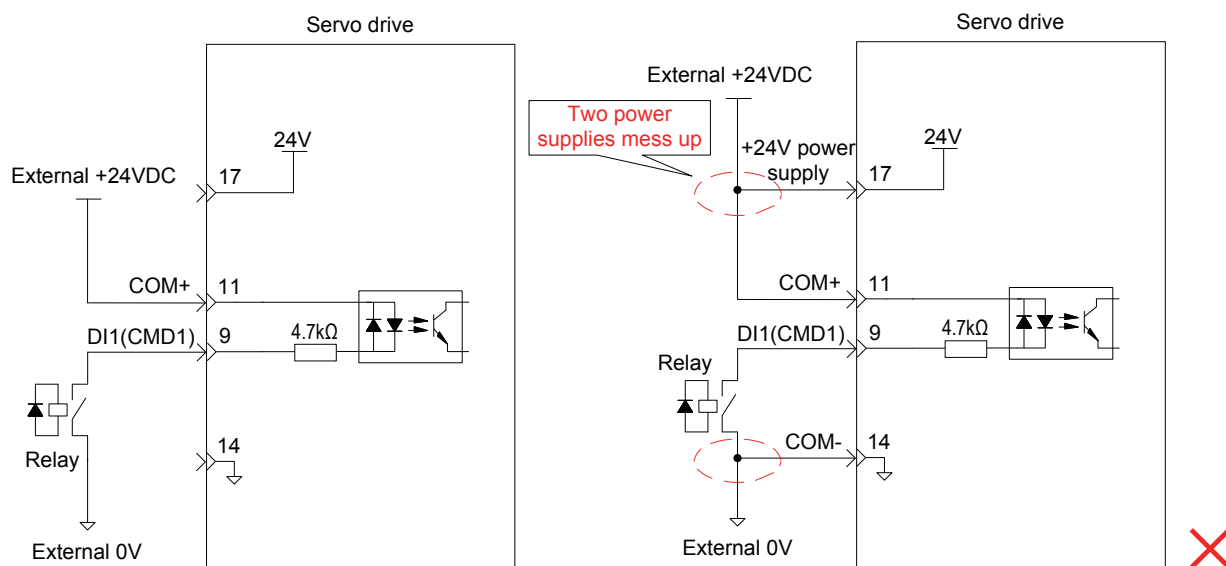 Servo drive
24V
External +24VDC
17
COM+
11
DI1(CMD1)
9
4.7kΩ
14
Relay
External 0V
Servo drive
External +24VDC
Two power
supplies mess up
+24V power
supply
24V
17
COM+
11
DI1(CMD1)
9
4.7kΩ
Relay
COM-
14
External 0V